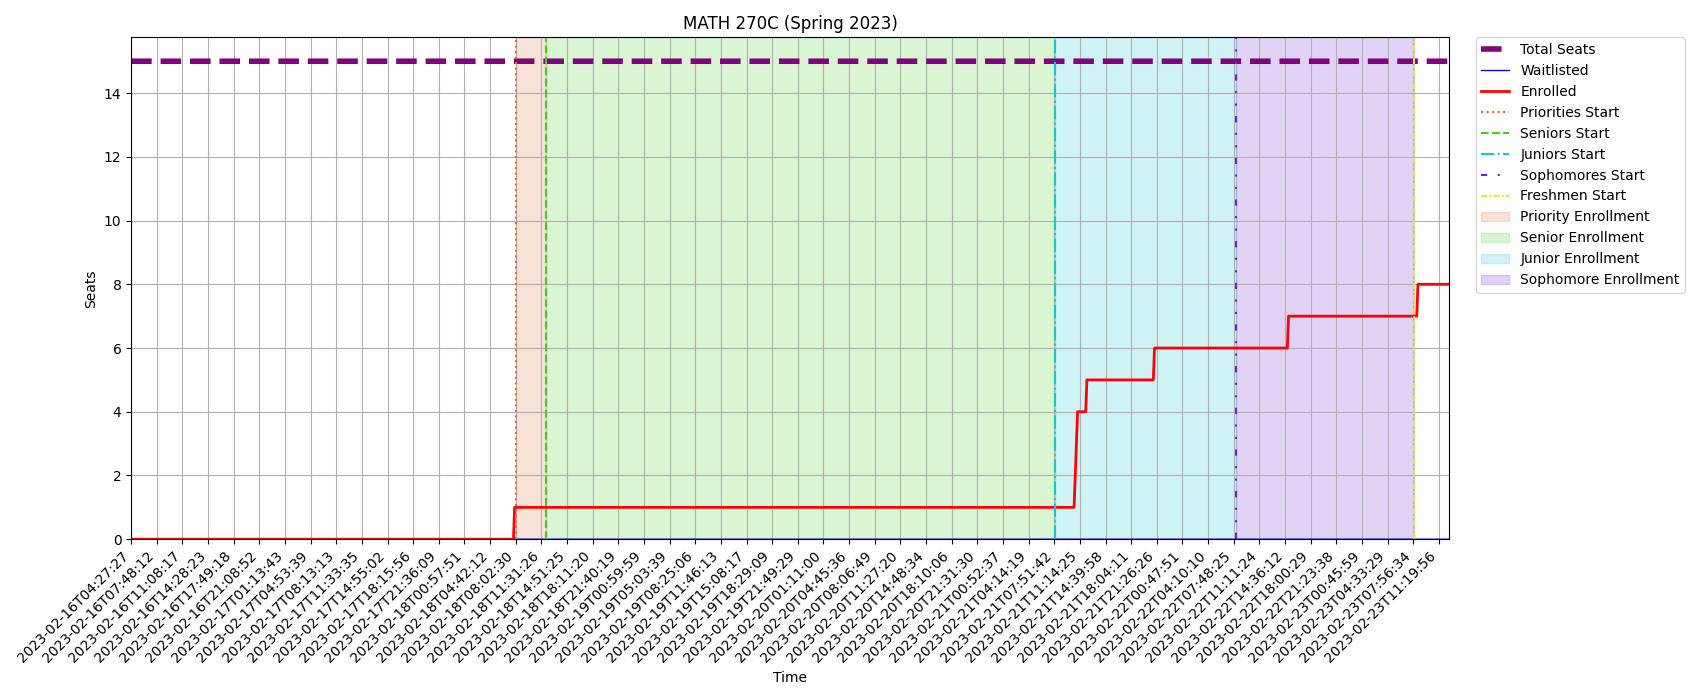 MATH 270C (Spring 2023)
Total Seats
Waitlisted
Enrolled
Priorities Start
Seniors Start
Juniors Start
Sophomores Start
Freshmen Start
Priority Enrollment
Senior Enrollment
Junior Enrollment
Sophomore Enrollment
Seats
14
12
10
8
6
4
2
0
2023-02-16T04:27:27
2023-02-16T07:48:12
2023-02-16T11:08:17
2023-02-16T14:28:23
2023-02-16T17:49:18
2023-02-16T21:08:52
2023-02-17T01:13:43
2023-02-17T04:53:39
2023-02-17T08:13:13
2023-02-17T11:33:35
2023-02-17T14:55:02
2023-02-17T18:15:56
2023-02-17T21:36:09
2023-02-18T00:57:51
2023-02-18T04:42:12
2023-02-18T08:02:30
2023-02-18T11:31:26
2023-02-18T14:51:25
2023-02-18T18:11:20
2023-02-18T21:40:19
2023-02-19T00:59:59
2023-02-19T05:03:39
2023-02-19T08:25:06
2023-02-19T11:46:13
2023-02-19T15:08:17
2023-02-19T18:29:09
2023-02-19T21:49:29
2023-02-20T01:11:00
2023-02-20T04:45:36
2023-02-20T08:06:49
2023-02-20T11:27:20
2023-02-20T14:48:34
2023-02-20T18:10:06
2023-02-20T21:31:30
2023-02-21T00:52:37
2023-02-21T04:14:19
2023-02-21T07:51:42
2023-02-21T11:14:25
2023-02-21T14:39:58
2023-02-21T18:04:11
2023-02-21T21:26:26
2023-02-22T00:47:51
2023-02-22T04:10:10
2023-02-22T07:48:25
2023-02-22T11:11:24
2023-02-22T14:36:12
2023-02-22T18:00:29
2023-02-22T21:23:38
2023-02-23T00:45:59
2023-02-23T04:33:29
2023-02-23T07:56:34
2023-02-23T11:19:56
Time